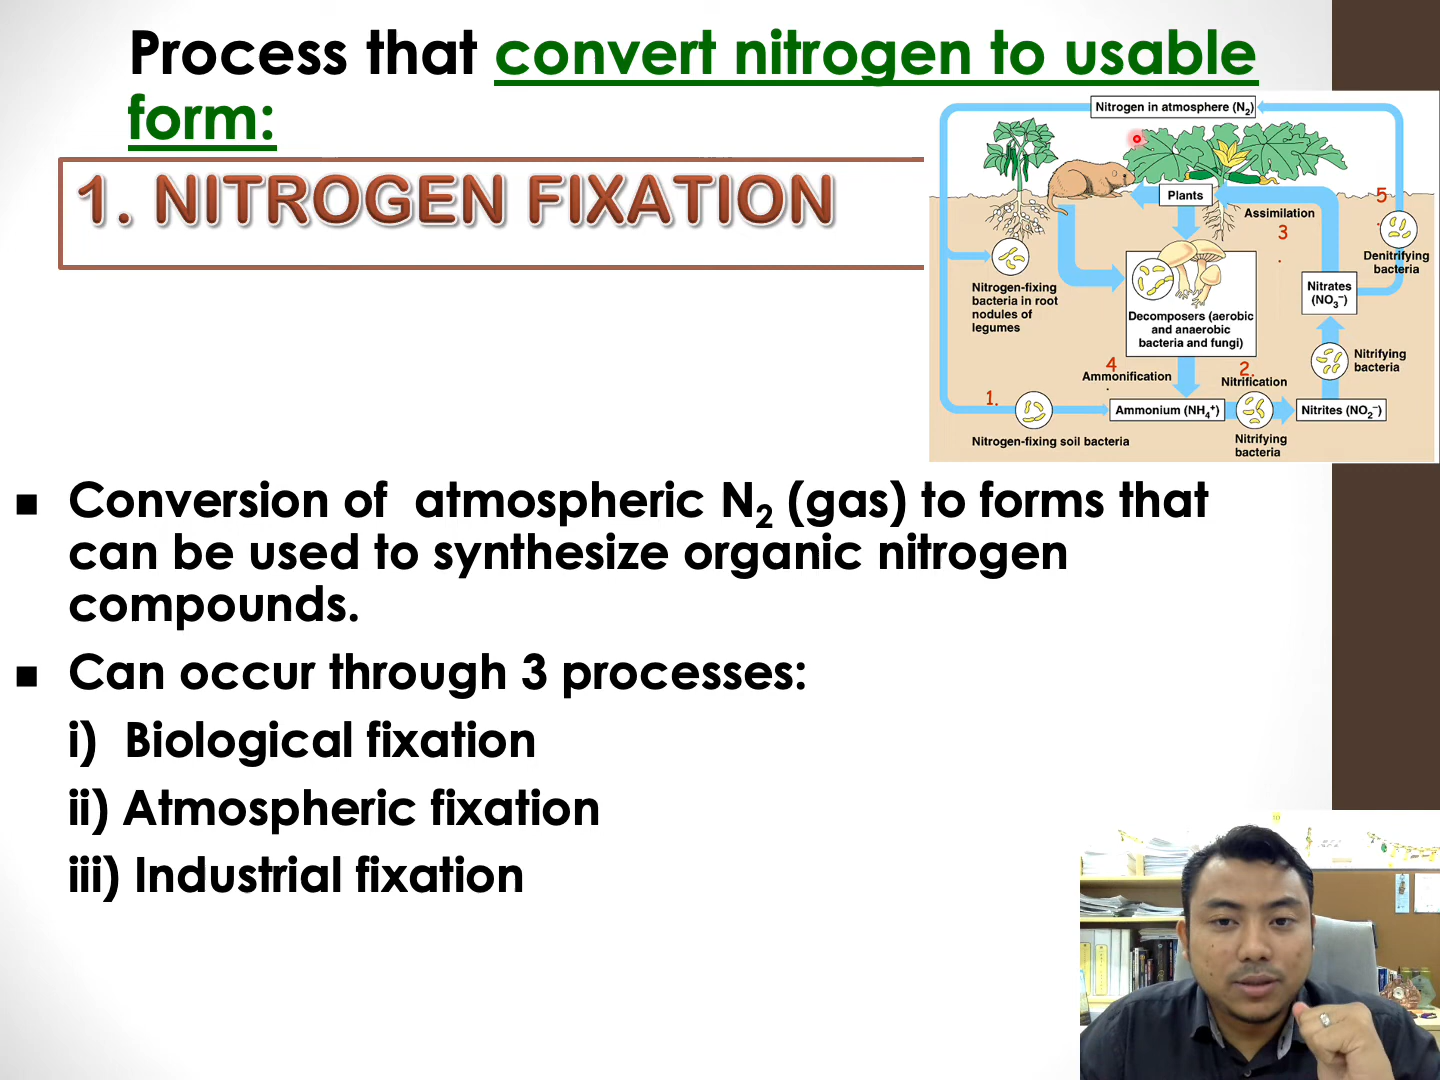 Process that convert nitrogen to usable
form:
1. NITROGEN FIXATION
Nitrogen in atmosphere (N₂)
Plants
Assimilation
3
.
5
.
Denitrifying
bacteria
Nitrogen-fixing
bacteria in root
nodules of
legumes
Decomposers (aerobic
and anaerobic
bacteria and fungi)
Nitrates
(NO₃⁻)
Nitrifying
bacteria
4
.
Ammonification
2.
Nitrification
1.
Ammonium (NH₄⁺)
Nitrites (NO₂⁻)
Nitrogen-fixing soil bacteria
Nitrifying
bacteria
■ Conversion of atmospheric N₂ (gas) to forms that
can be used to synthesize organic nitrogen
compounds.
■ Can occur through 3 processes:
i) Biological fixation
ii) Atmospheric fixation
iii) Industrial fixation